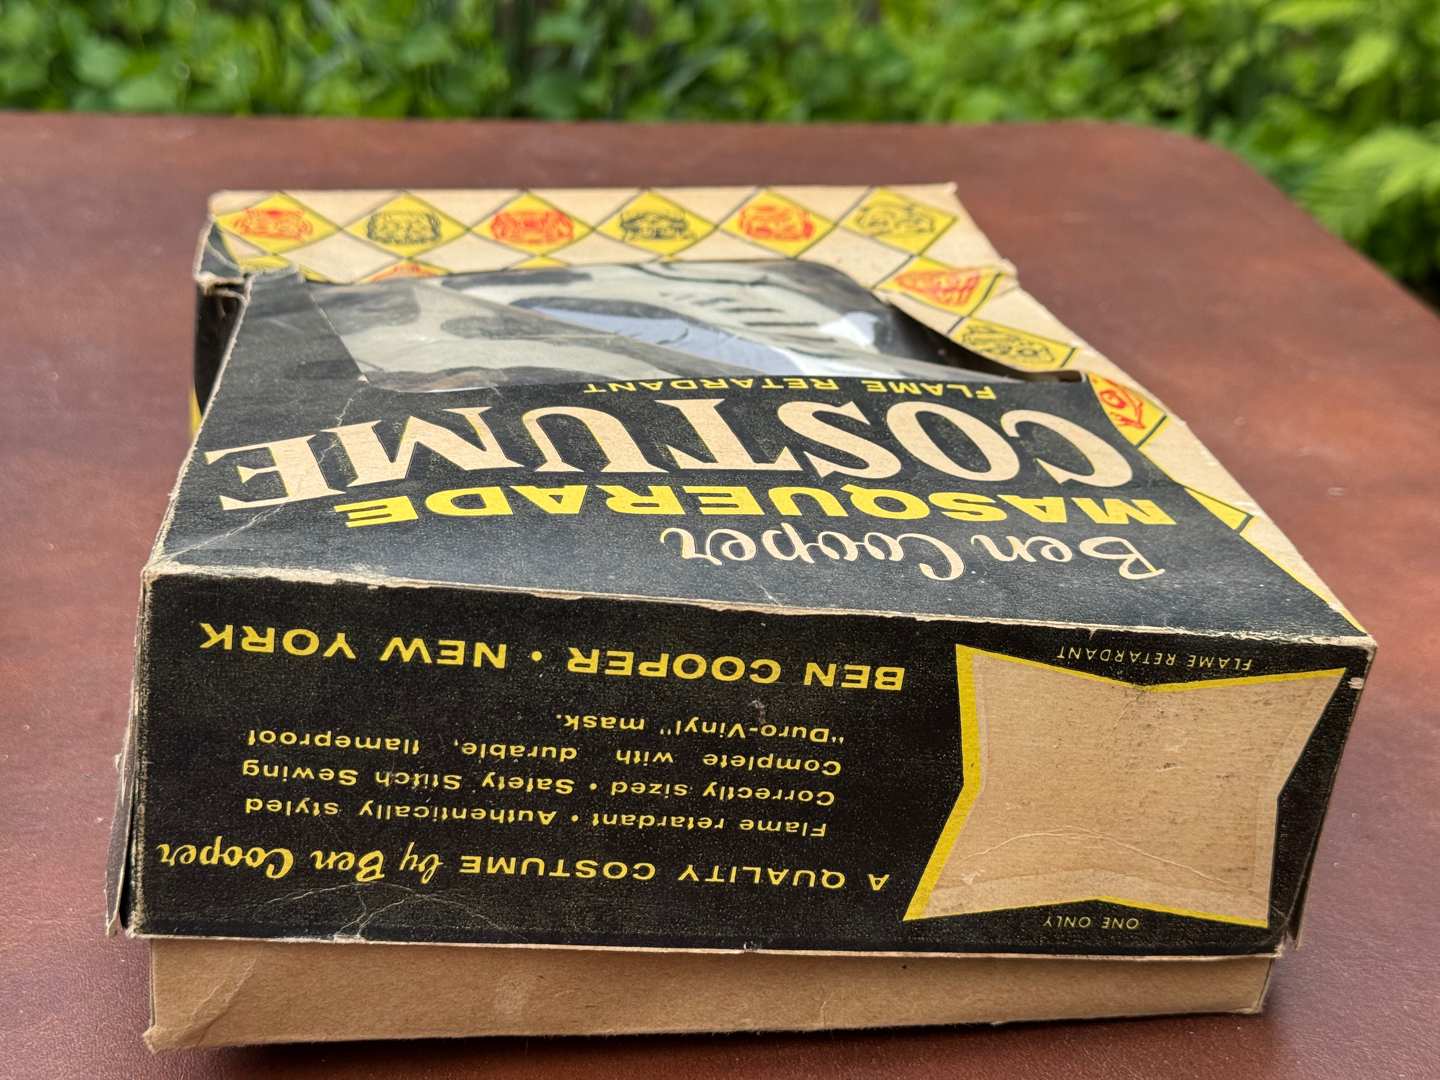 Ben Cooper
MASQUERADE
COSTUME
FLAME RETARDANT
ONE ONLY
A QUALITY COSTUME by Ben Cooper
Flame retardant • Authentically styled
Correctly sized • Safety Stitch Sewing
Complete with durable, flameproof
"Duro-Vinyl" mask.
BEN COOPER • NEW YORK
FLAME RETARDANT